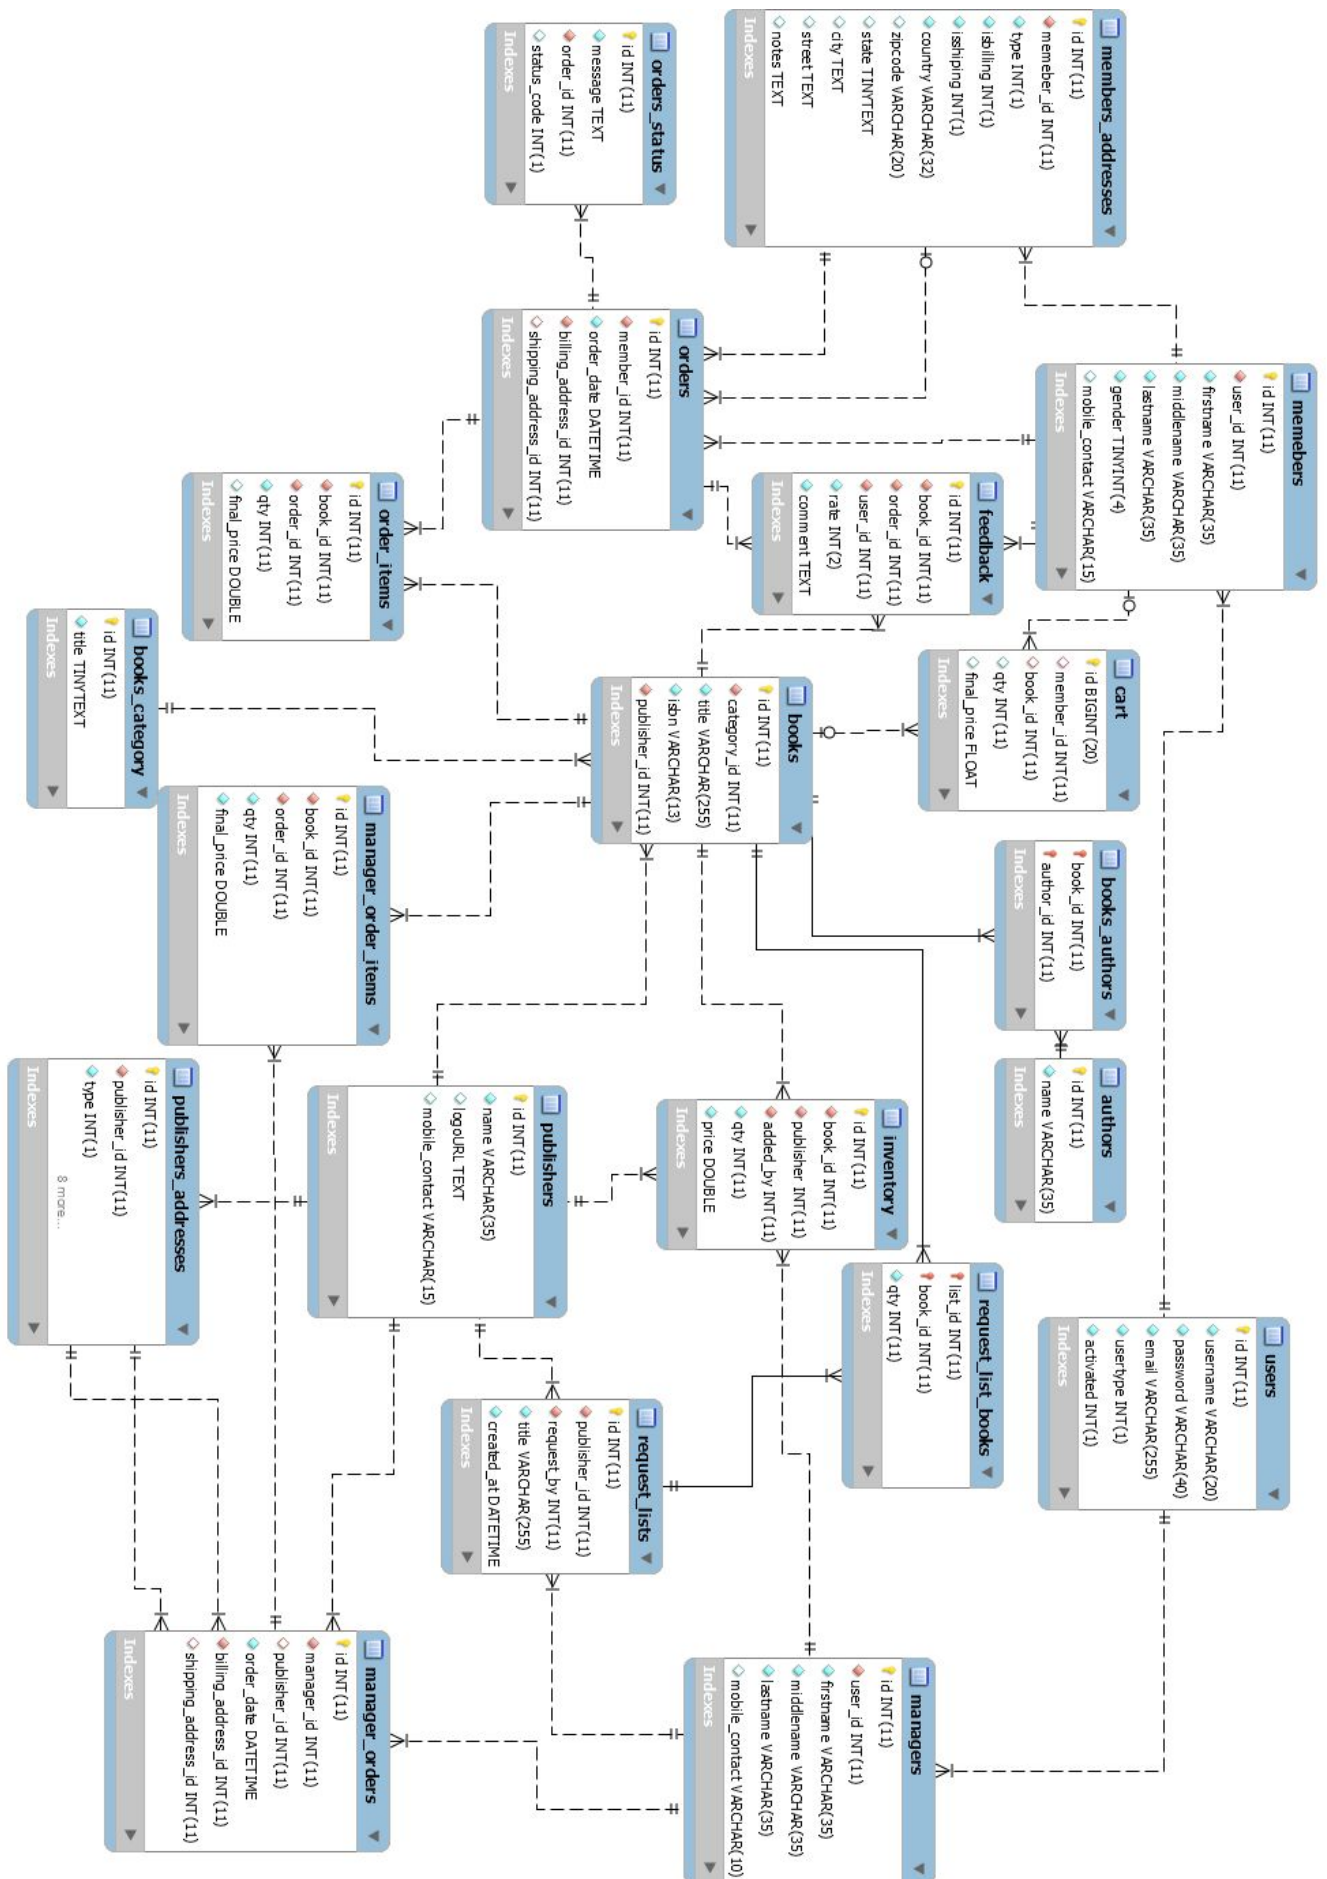 members_addresses
id INT(11)
memeber_id INT(11)
type INT(1)
isbilling INT(1)
isshiping INT(1)
country VARCHAR(32)
zipcode VARCHAR(20)
state TINYTEXT
city TEXT
street TEXT
notes TEXT
Indexes
memebers
id INT(11)
user_id INT(11)
firstname VARCHAR(35)
middlename VARCHAR(35)
lastname VARCHAR(35)
gender TINYINT(4)
mobile_contact VARCHAR(15)
Indexes
users
id INT(11)
username VARCHAR(20)
password VARCHAR(40)
email VARCHAR(255)
usertype INT(1)
activated INT(1)
Indexes
cart
id BIGINT(20)
member_id INT(11)
book_id INT(11)
qty INT(11)
final_price FLOAT
Indexes
books_authors
book_id INT(11)
author_id INT(11)
Indexes
authors
id INT(11)
name VARCHAR(35)
Indexes
feedback
id INT(11)
book_id INT(11)
order_id INT(11)
user_id INT(11)
rate INT(2)
comment TEXT
Indexes
request_list_books
list_id INT(11)
book_id INT(11)
qty INT(11)
Indexes
managers
id INT(11)
user_id INT(11)
firstname VARCHAR(35)
middlename VARCHAR(35)
lastname VARCHAR(35)
mobile_contact VARCHAR(10)
Indexes
inventory
id INT(11)
book_id INT(11)
publisher INT(11)
added_by INT(11)
qty INT(11)
price DOUBLE
Indexes
books
id INT(11)
category_id INT(11)
title VARCHAR(255)
isbn VARCHAR(13)
publisher_id INT(11)
Indexes
orders
id INT(11)
member_id INT(11)
order_date DATETIME
billing_address_id INT(11)
shipping_address_id INT(11)
Indexes
orders_status
id INT(11)
message TEXT
order_id INT(11)
status_code INT(1)
Indexes
request_lists
id INT(11)
publisher_id INT(11)
request_by INT(11)
title VARCHAR(255)
created_at DATETIME
Indexes
publishers
id INT(11)
name VARCHAR(35)
logoURL TEXT
mobile_contact VARCHAR(15)
Indexes
order_items
id INT(11)
book_id INT(11)
order_id INT(11)
qty INT(11)
final_price DOUBLE
Indexes
manager_order_items
id INT(11)
book_id INT(11)
order_id INT(11)
qty INT(11)
final_price DOUBLE
Indexes
manager_orders
id INT(11)
manager_id INT(11)
publisher_id INT(11)
order_date DATETIME
billing_address_id INT(11)
shipping_address_id INT(11)
Indexes
books_category
id INT(11)
title TINYTEXT
Indexes
publishers_addresses
id INT(11)
publisher_id INT(11)
type INT(1)
8 more...
Indexes